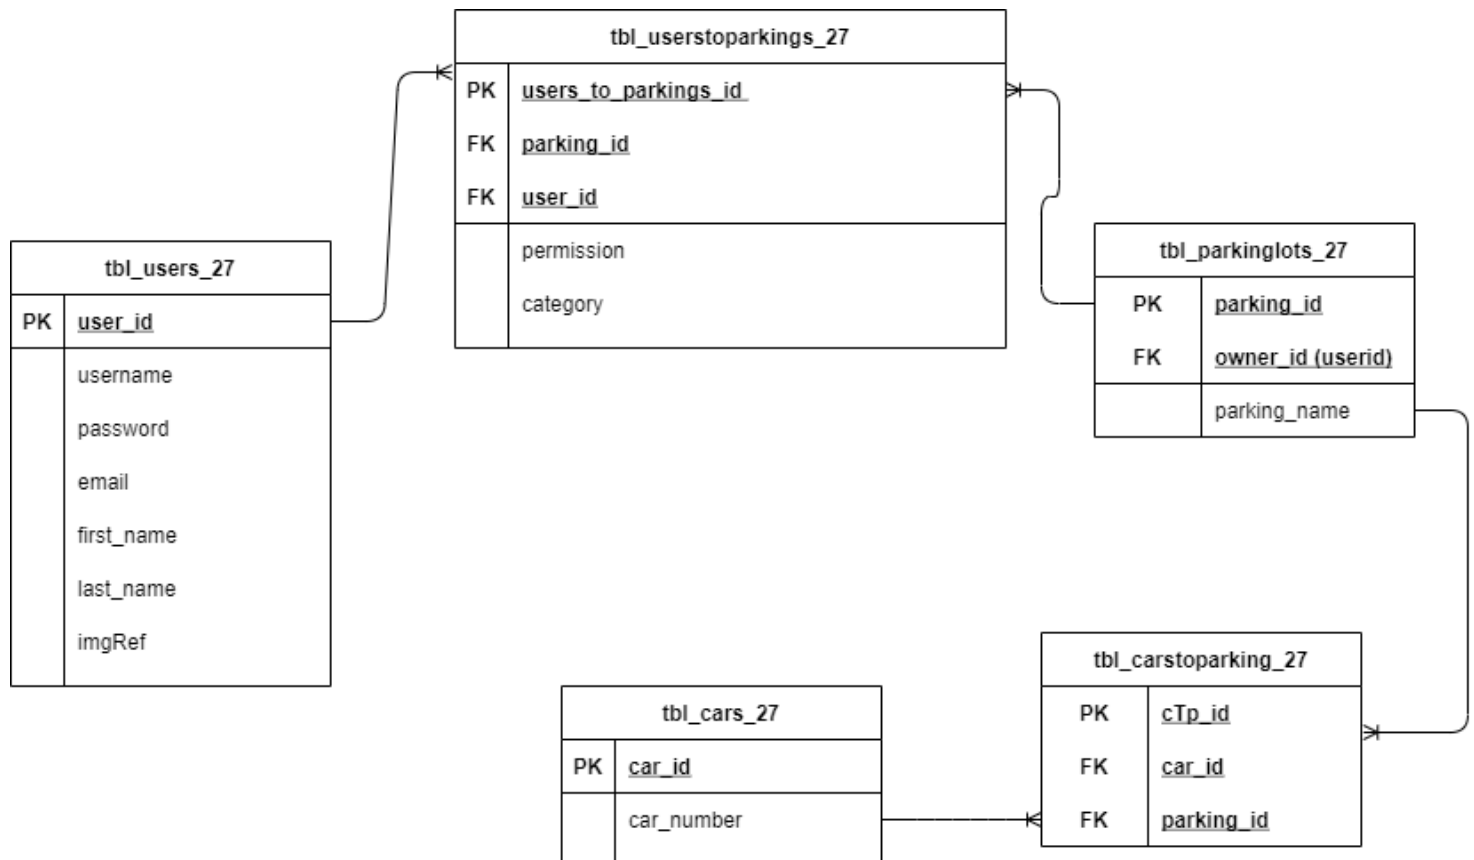 tbl_userstoparkings_27
PK users_to_parkings_id
FK parking_id
FK user_id
permission
category
tbl_users_27
PK user_id
username
password
email
first_name
last_name
imgRef
tbl_parkinglots_27
PK parking_id
FK owner_id (userid)
parking_name
tbl_carstoparking_27
PK cTp_id
FK car_id
FK parking_id
tbl_cars_27
PK car_id
car_number